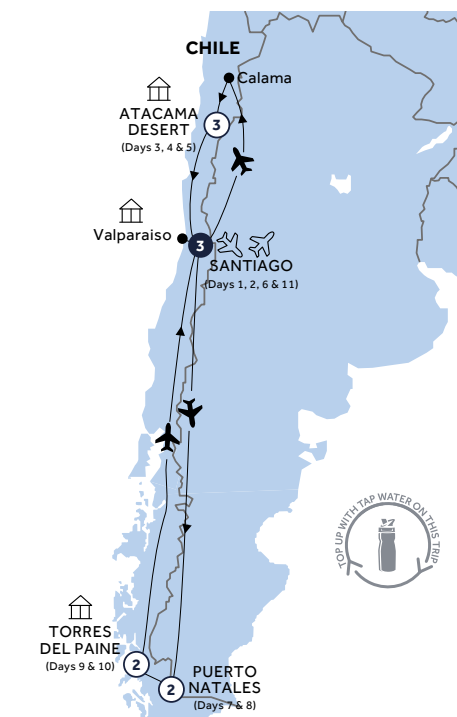 CHILE
Calama
3
ATACAMA
DESERT
(Days 3, 4 & 5)
Valparaiso
3
SANTIAGO
(Days 1, 2, 6 & 11)
TOP UP WITH TAP WATER ON THIS TRIP
TORRES
DEL PAINE
(Days 9 & 10)
2
2
PUERTO
NATALES
(Days 7 & 8)